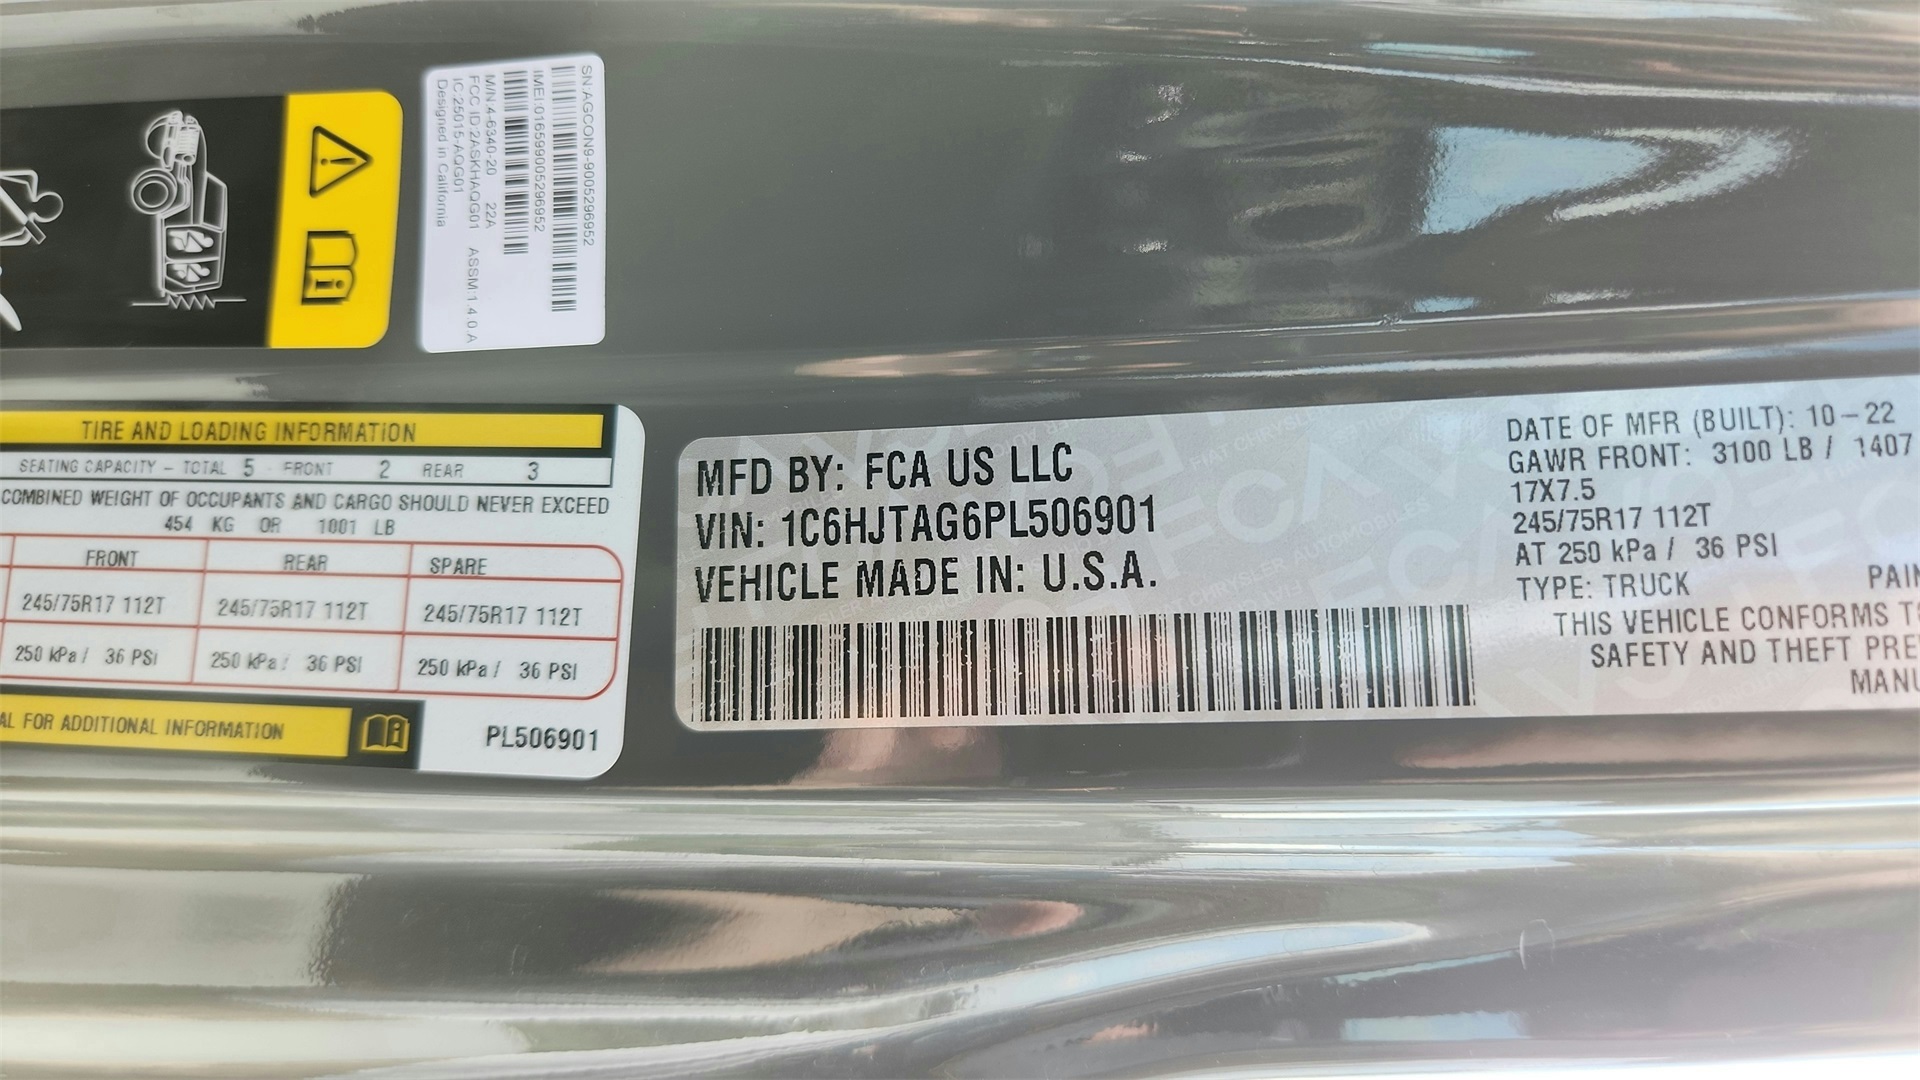 SN:AGCON9-9005296952
IMEI:016599005296952
M/N:4-6340-20 22A
FCC ID:2ASKHAQG01 ASSM:1.4.0.A
IC:25015-AQG01
Designed in California
TIRE AND LOADING INFORMATION
SEATING CAPACITY - TOTAL 5 FRONT 2 REAR 3
COMBINED WEIGHT OF OCCUPANTS AND CARGO SHOULD NEVER EXCEED
454 KG OR 1001 LB
FRONT REAR SPARE
245/75R17 112T 245/75R17 112T 245/75R17 112T
250 kPa / 36 PSI 250 kPa / 36 PSI 250 kPa / 36 PSI
AL FOR ADDITIONAL INFORMATION
PL506901
MFD BY: FCA US LLC
VIN: 1C6HJTAG6PL506901
VEHICLE MADE IN: U.S.A.
DATE OF MFR (BUILT): 10-22
GAWR FRONT: 3100 LB / 1407
17X7.5
245/75R17 112T
AT 250 kPa / 36 PSI
TYPE: TRUCK PAIN
THIS VEHICLE CONFORMS TO
SAFETY AND THEFT PRE
MANU